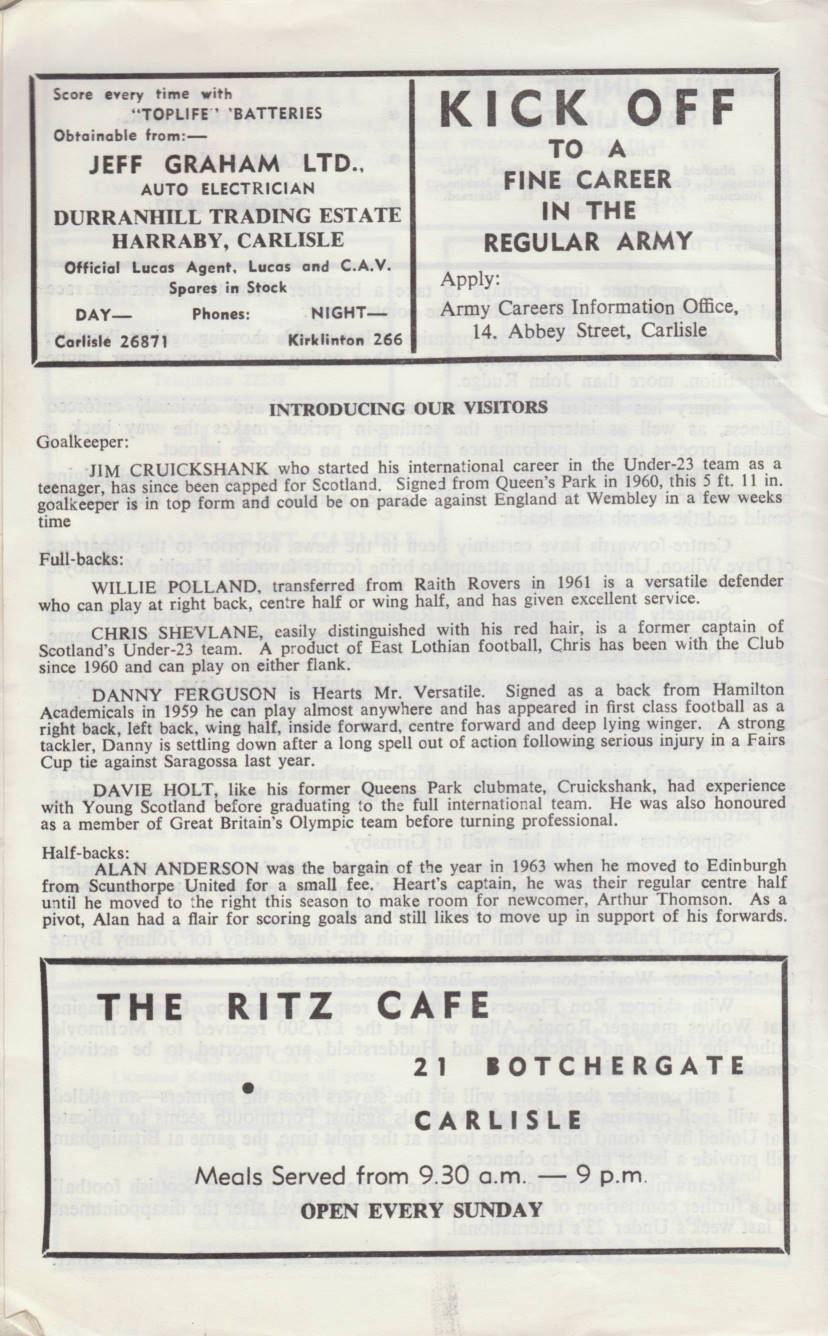 Score every time with
"TOPLIFE" 'BATTERIES
Obtainable from:—
JEFF GRAHAM LTD.,
AUTO ELECTRICIAN
DURRANHILL TRADING ESTATE
HARRABY, CARLISLE
Official Lucas Agent, Lucas and C.A.V.
Spares in Stock
DAY— Phones: NIGHT—
Carlisle 26871 Kirklinton 266
KICK OFF
TO A
FINE CAREER
IN THE
REGULAR ARMY
Apply:
Army Careers Information Office,
14, Abbey Street, Carlisle
INTRODUCING OUR VISITORS
Goalkeeper:
JIM CRUICKSHANK who started his international career in the Under-23 team as a
teenager, has since been capped for Scotland. Signed from Queen's Park in 1960, this 5 ft. 11 in.
goalkeeper is in top form and could be on parade against England at Wembley in a few weeks
time
Full-backs:
WILLIE POLLAND, transferred from Raith Rovers in 1961 is a versatile defender
who can play at right back, centre half or wing half, and has given excellent service.
CHRIS SHEVLANE, easily distinguished with his red hair, is a former captain of
Scotland's Under-23 team. A product of East Lothian football, Chris has been with the Club
since 1960 and can play on either flank.
DANNY FERGUSON is Hearts Mr. Versatile. Signed as a back from Hamilton
Academicals in 1959 he can play almost anywhere and has appeared in first class football as a
right back, left back, wing half, inside forward, centre forward and deep lying winger. A strong
tackler, Danny is settling down after a long spell out of action following serious injury in a Fairs
Cup tie against Saragossa last year.
DAVIE HOLT, like his former Queens Park clubmate, Cruickshank, had experience
with Young Scotland before graduating to the full international team. He was also honoured
as a member of Great Britain's Olympic team before turning professional.
Half-backs:
ALAN ANDERSON was the bargain of the year in 1963 when he moved to Edinburgh
from Scunthorpe United for a small fee. Heart's captain, he was their regular centre half
until he moved to the right this season to make room for newcomer, Arthur Thomson. As a
pivot, Alan had a flair for scoring goals and still likes to move up in support of his forwards.
THE RITZ CAFE
21 BOTCHERGATE
CARLISLE
Meals Served from 9.30 a.m. — 9 p.m.
OPEN EVERY SUNDAY